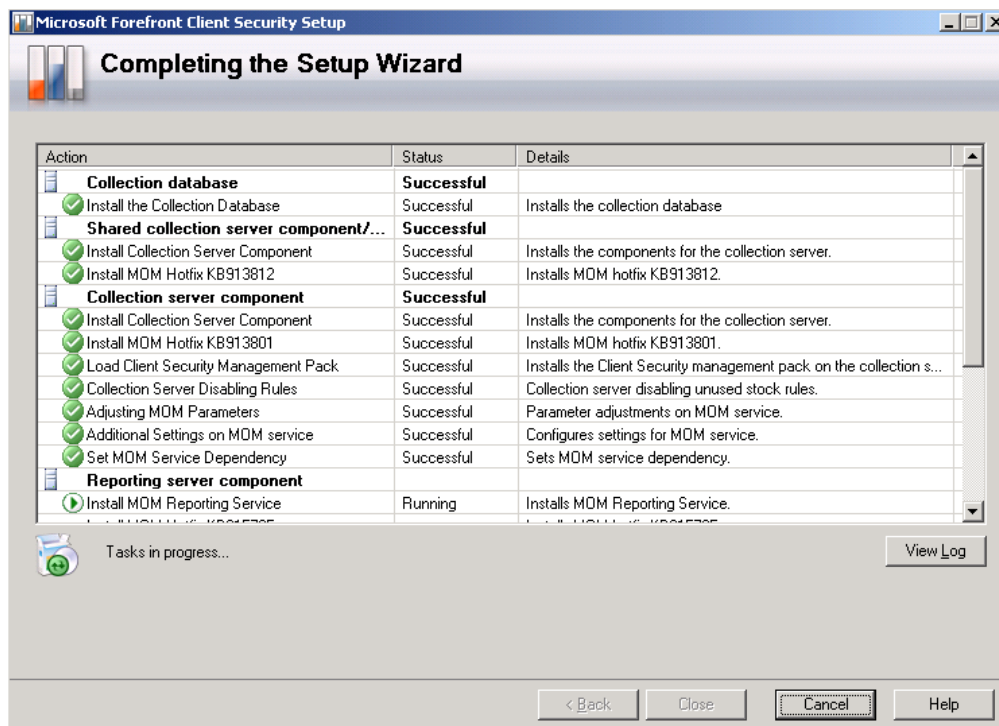 Microsoft Forefront Client Security Setup
Completing the Setup Wizard
Action Status Details
Collection database Successful
Install the Collection Database Successful Installs the collection database
Shared collection server component/... Successful
Install Collection Server Component Successful Installs the components for the collection server.
Install MOM Hotfix KB913812 Successful Installs MOM hotfix KB913812.
Collection server component Successful
Install Collection Server Component Successful Installs the components for the collection server.
Install MOM Hotfix KB913801 Successful Installs MOM hotfix KB913801.
Load Client Security Management Pack Successful Installs the Client Security management pack on the collection s...
Collection Server Disabling Rules Successful Collection server disabling unused stock rules.
Adjusting MOM Parameters Successful Parameter adjustments on MOM service.
Additional Settings on MOM service Successful Configures settings for MOM service.
Set MOM Service Dependency Successful Sets MOM service dependency.
Reporting server component
Install MOM Reporting Service Running Installs MOM Reporting Service.
Tasks in progress...
View Log
< Back Close Cancel Help